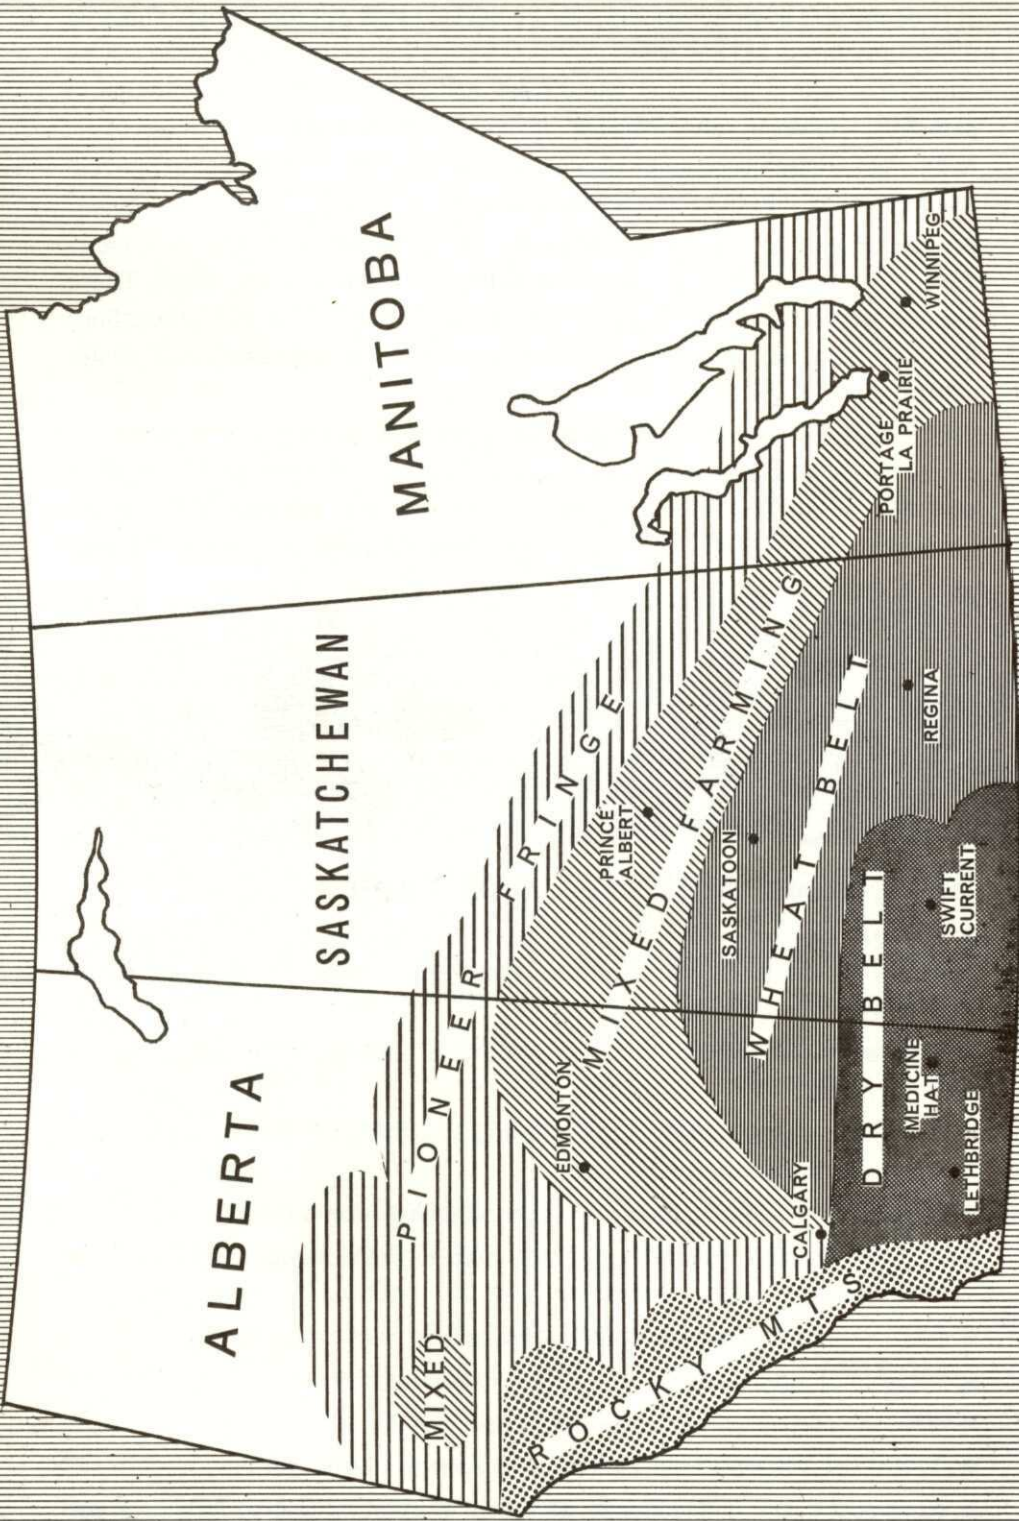 ALBERTA
SASKATCHEWAN
MANITOBA
PIONEER FRINGE
MIXED
MIXED FARMING
WHEAT BELT
DRY BELT
ROCKY MTS
EDMONTON
PRINCE
ALBERT
SASKATOON
CALGARY
MEDICINE
HAT
LETHBRIDGE
SWIFT
CURRENT
REGINA
PORTAGE
LA PRAIRIE
WINNIPEG